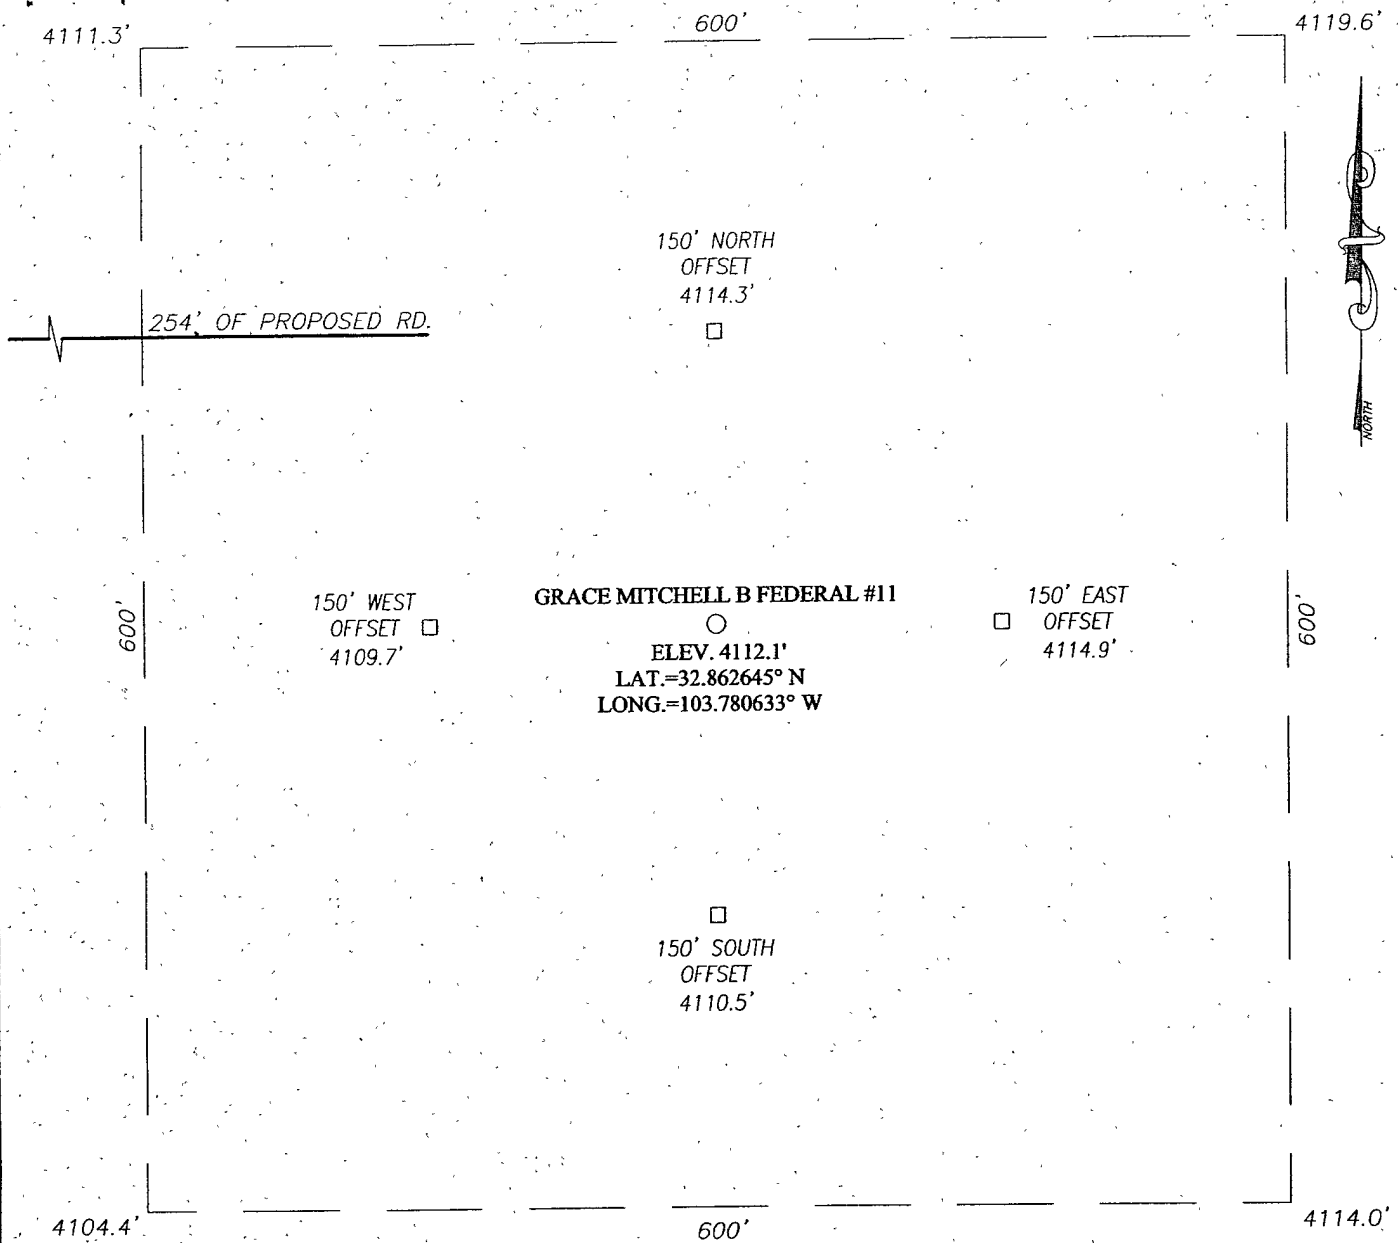 4111.3'
600'
4119.6'
150' NORTH
OFFSET
4114.3'
254' OF PROPOSED RD.
NORTH
600'
150' WEST
OFFSET
4109.7'
GRACE MITCHELL B FEDERAL #11
ELEV. 4112.1'
LAT.=32.862645° N
LONG.=103.780633° W
150' EAST
OFFSET
4114.9'
600'
150' SOUTH
OFFSET
4110.5'
4104.4'
600'
4114.0'